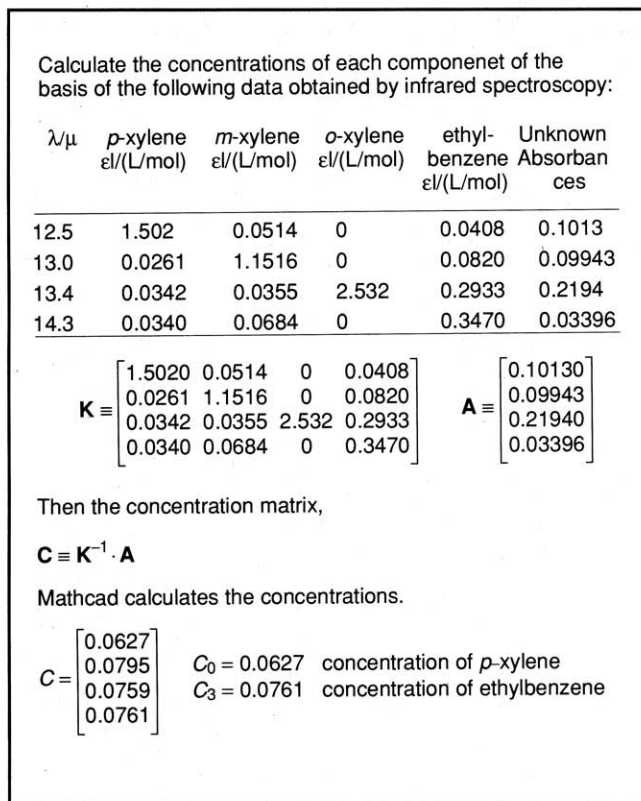 Calculate the concentrations of each componenet of the
basis of the following data obtained by infrared spectroscopy:
λ/μ p-xylene m-xylene o-xylene ethyl- Unknown
εl/(L/mol) εl/(L/mol) εl/(L/mol) benzene Absorban
εl/(L/mol) ces
12.5 1.502 0.0514 0 0.0408 0.1013
13.0 0.0261 1.1516 0 0.0820 0.09943
13.4 0.0342 0.0355 2.532 0.2933 0.2194
14.3 0.0340 0.0684 0 0.3470 0.03396
K ≡ [1.5020 0.0514 0 0.0408
0.0261 1.1516 0 0.0820
0.0342 0.0355 2.532 0.2933
0.0340 0.0684 0 0.3470]
A ≡ [0.10130
0.09943
0.21940
0.03396]
Then the concentration matrix,
C ≡ K⁻¹ · A
Mathcad calculates the concentrations.
C = [0.0627
0.0795
0.0759
0.0761]
C₀ = 0.0627 concentration of p–xylene
C₃ = 0.0761 concentration of ethylbenzene